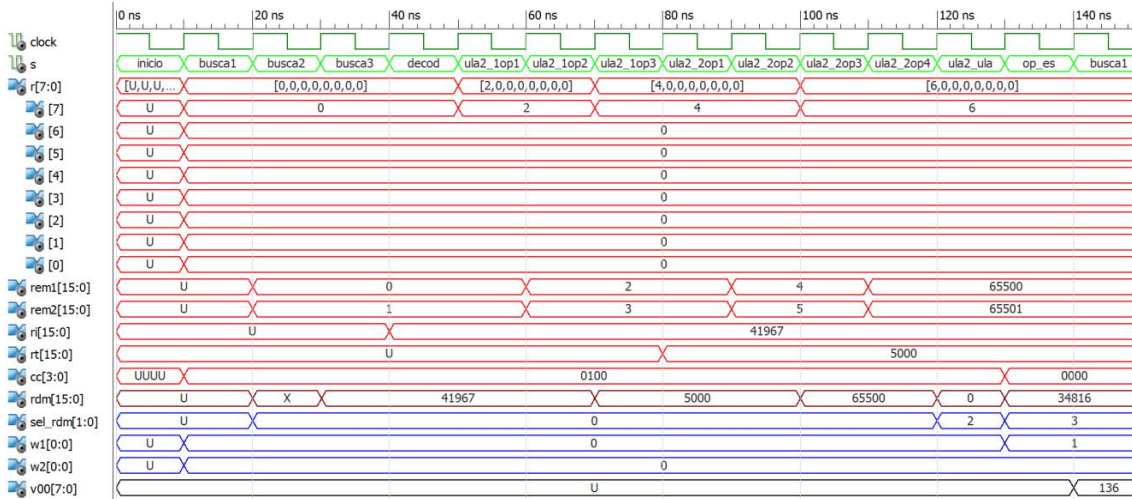 0 ns 20 ns 40 ns 60 ns 80 ns 100 ns 120 ns 140 ns
clock
s inicio busca1 busca2 busca3 decod ula2_1op1 ula2_1op2 ula2_1op3 ula2_2op1 ula2_2op2 ula2_2op3 ula2_2op4 ula2_ula op_es busca1
r[7:0] [U,U,U,... [0,0,0,0,0,0,0,0] [2,0,0,0,0,0,0,0] [4,0,0,0,0,0,0,0] [6,0,0,0,0,0,0,0]
[7] U 0 2 4 6
[6] U 0
[5] U 0
[4] U 0
[3] U 0
[2] U 0
[1] U 0
[0] U 0
rem1[15:0] U 0 2 4 65500
rem2[15:0] U 1 3 5 65501
ri[15:0] U 41967
rt[15:0] U 5000
cc[3:0] UUUU 0100 0000
rdm[15:0] U X 41967 5000 65500 0 34816
sel_rdm[1:0] U 0 2 3
w1[0:0] U 0 1
w2[0:0] U 0
v00[7:0] U 136